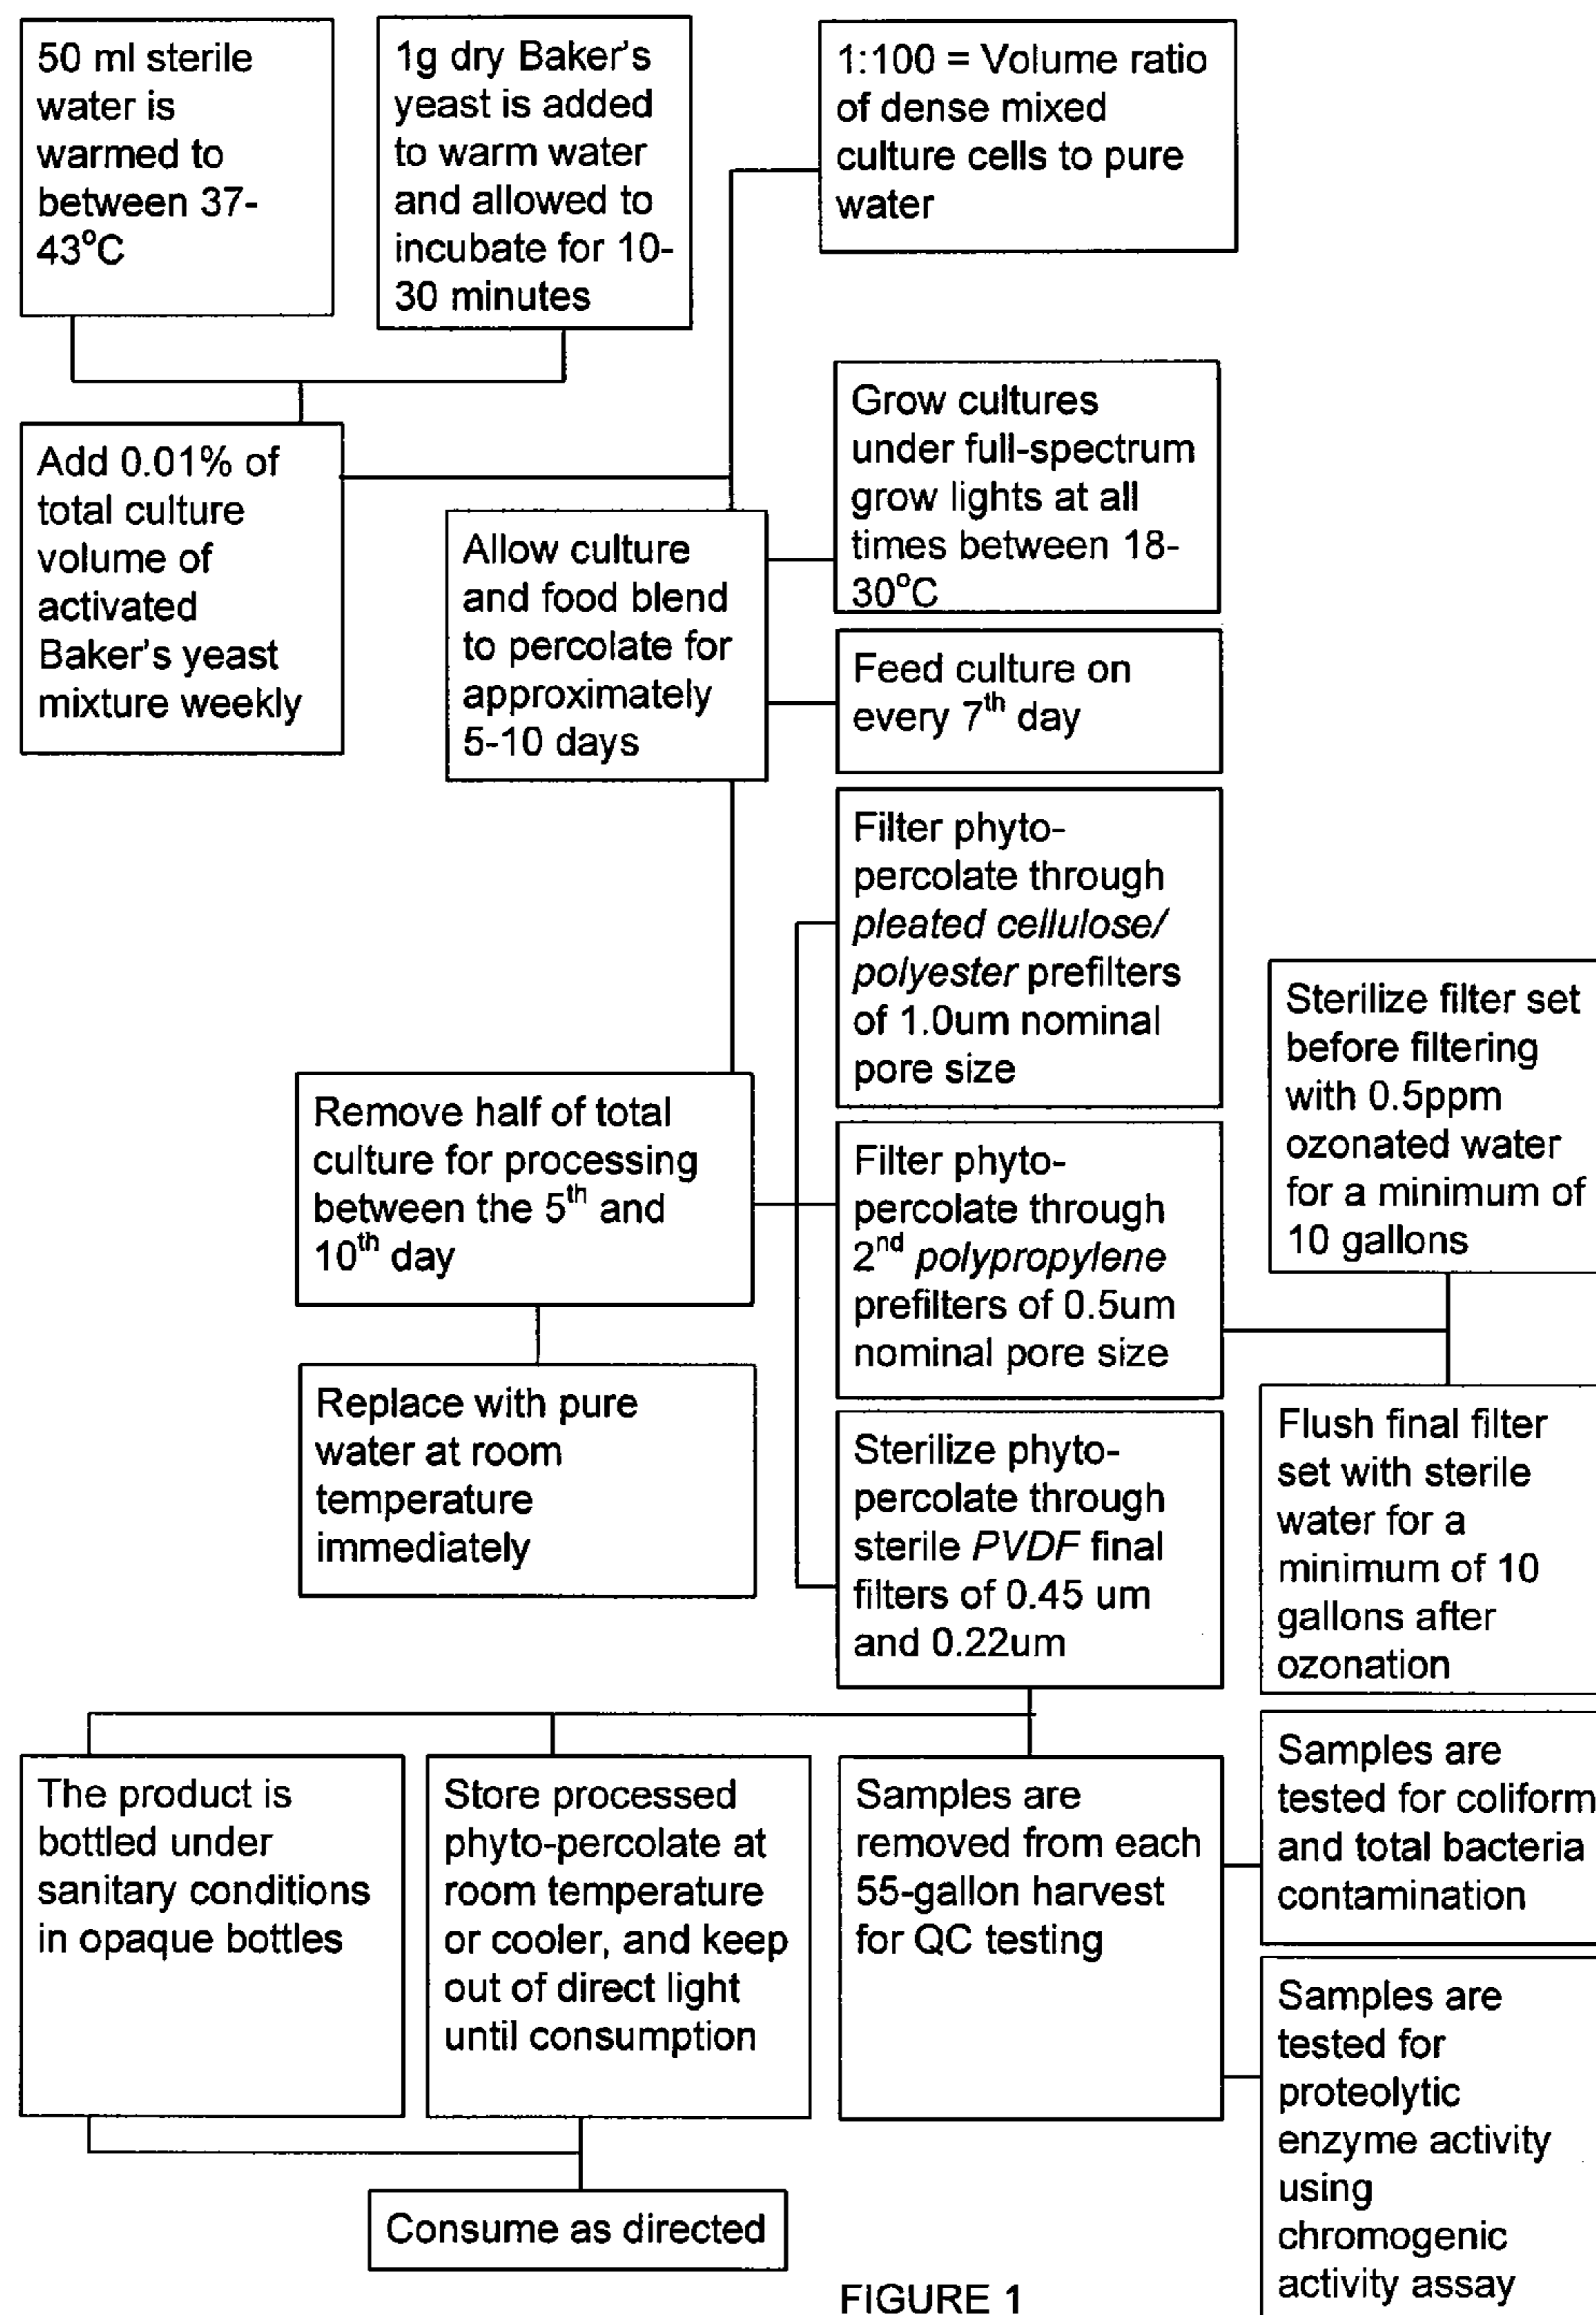 50 ml sterile
water is
warmed to
between 37-
43°C
1g dry Baker's
yeast is added
to warm water
and allowed to
incubate for 10-
30 minutes
1:100 = Volume ratio
of dense mixed
culture cells to pure
water
Add 0.01% of
total culture
volume of
activated
Baker's yeast
mixture weekly
Allow culture
and food blend
to percolate for
approximately
5-10 days
Grow cultures
under full-spectrum
grow lights at all
times between 18-
30°C
Feed culture on
every 7th day
Filter phyto-
percolate through
pleated cellulose/
polyester prefilters
of 1.0um nominal
pore size
Remove half of total
culture for processing
between the 5th and
10th day
Filter phyto-
percolate through
2nd polypropylene
prefilters of 0.5um
nominal pore size
Sterilize filter set
before filtering
with 0.5ppm
ozonated water
for a minimum of
10 gallons
Replace with pure
water at room
temperature
immediately
Sterilize phyto-
percolate through
sterile PVDF final
filters of 0.45 um
and 0.22um
Flush final filter
set with sterile
water for a
minimum of 10
gallons after
ozonation
The product is
bottled under
sanitary conditions
in opaque bottles
Store processed
phyto-percolate at
room temperature
or cooler, and keep
out of direct light
until consumption
Samples are
removed from each
55-gallon harvest
for QC testing
Samples are
tested for coliform
and total bacteria
contamination
Samples are
tested for
proteolytic
enzyme activity
using
chromogenic
activity assay
Consume as directed
FIGURE 1